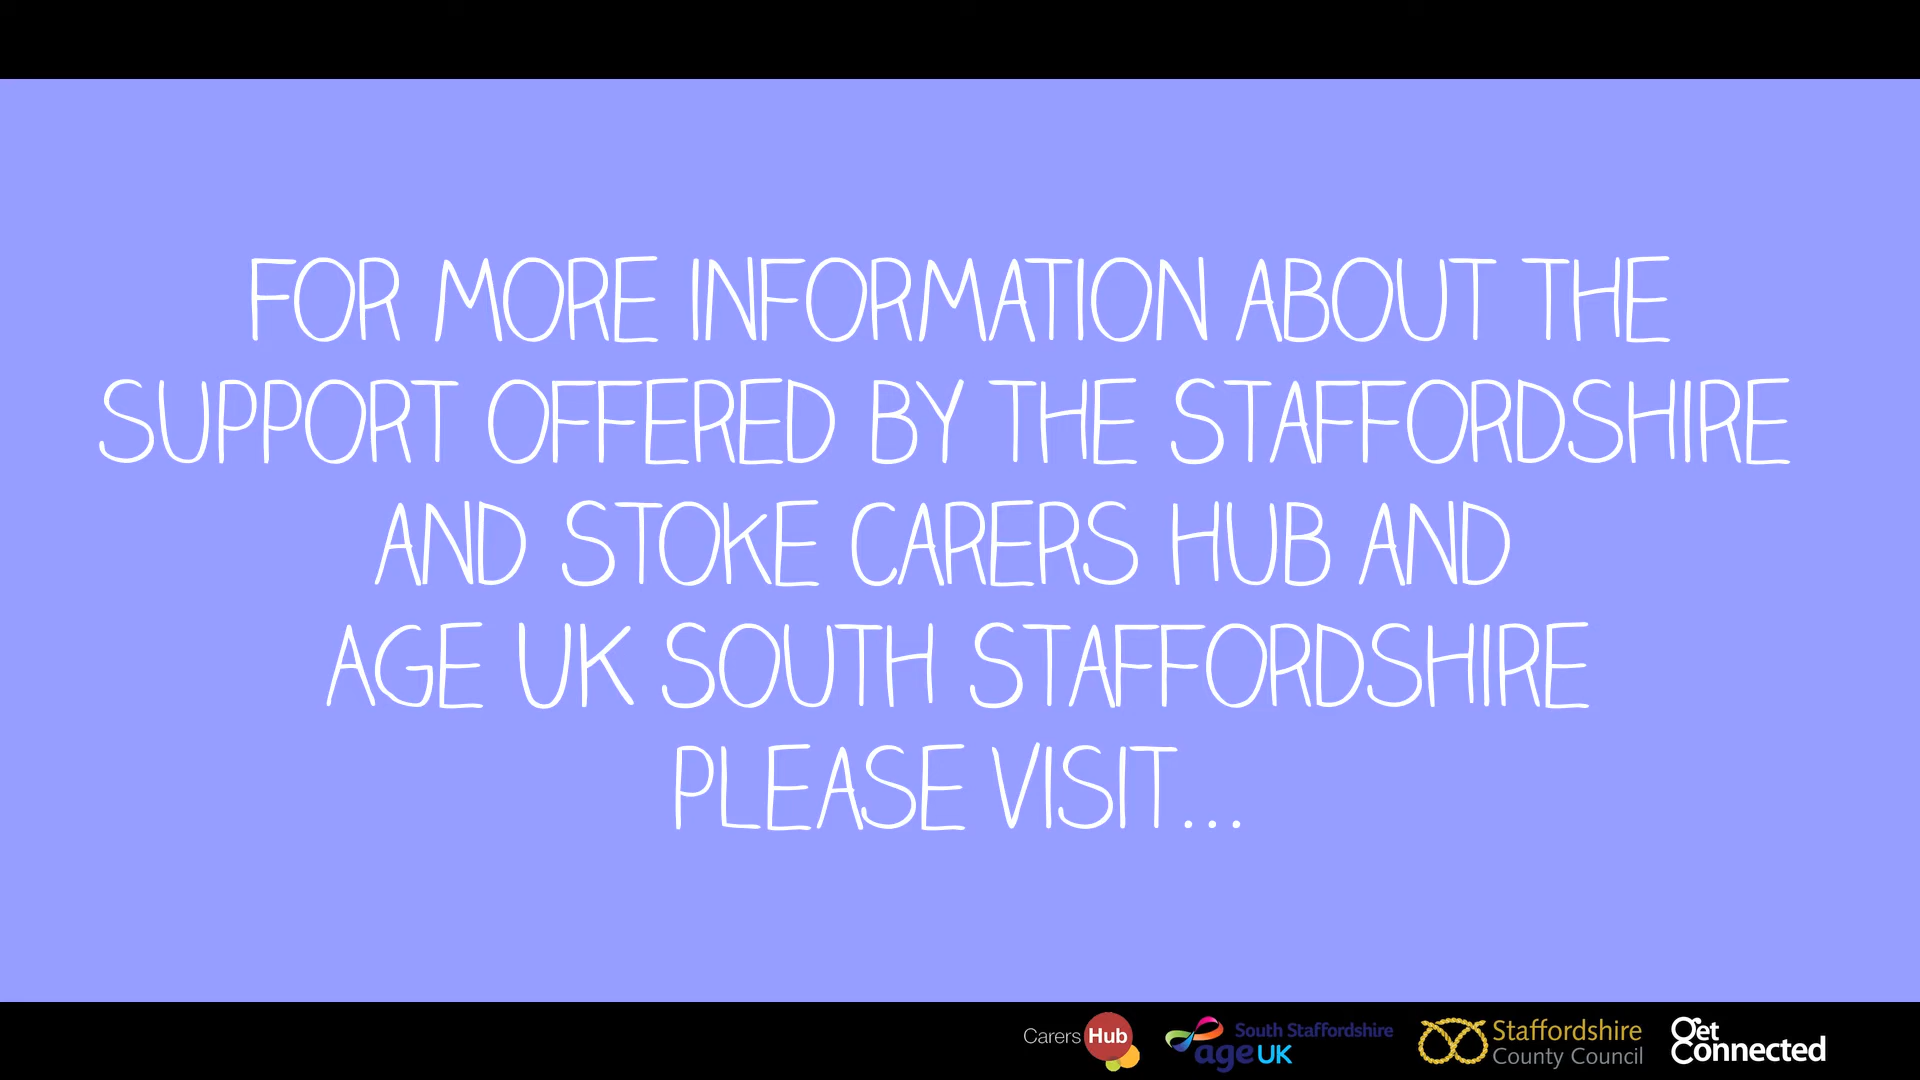 FOR MORE INFORMATION ABOUT THE
SUPPORT OFFERED BY THE STAFFORDSHIRE
AND STOKE CARERS HUB AND
AGE UK SOUTH STAFFORDSHIRE
PLEASE VISIT...
Carers Hub
South Staffordshire
age UK
Staffordshire
County Council
Get
Connected